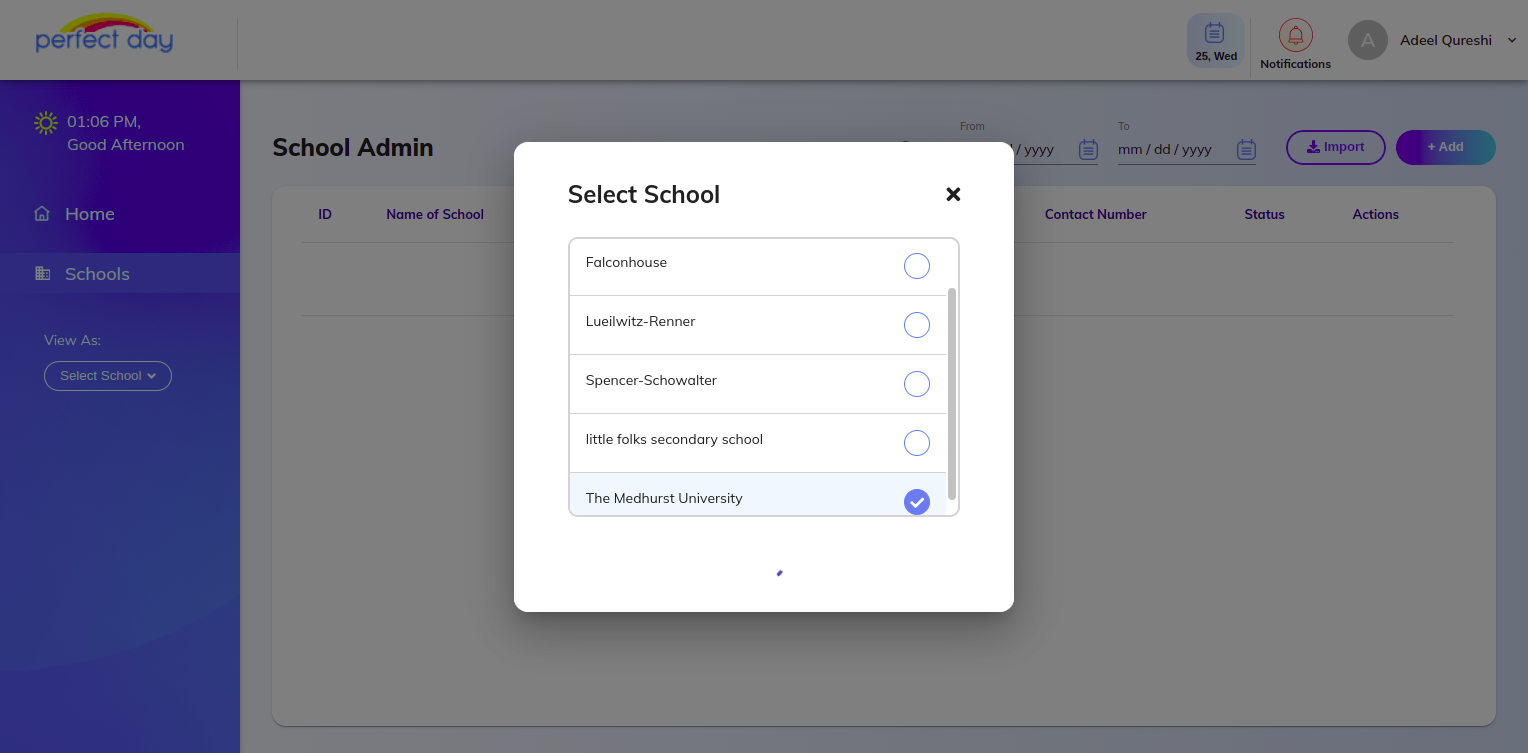 perfect day
25, Wed
Notifications
A
Adeel Qureshi
01:06 PM,
Good Afternoon
Home
Schools
View As:
Select School
School Admin
From
/ yyyy
To
mm / dd / yyyy
Import
+ Add
ID
Name of School
Contact Number
Status
Actions
Select School
Falconhouse
Lueilwitz-Renner
Spencer-Schowalter
little folks secondary school
The Medhurst University